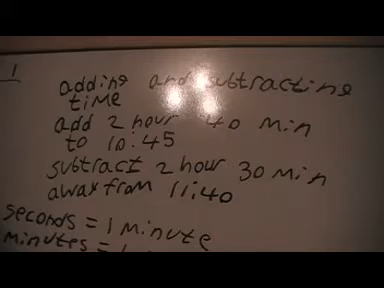 1
adding and subtracting
time
add 2 hour 40 min
to 10:45
subtract 2 hour 30 min
away from 11:40
seconds = 1 minute
minutes =